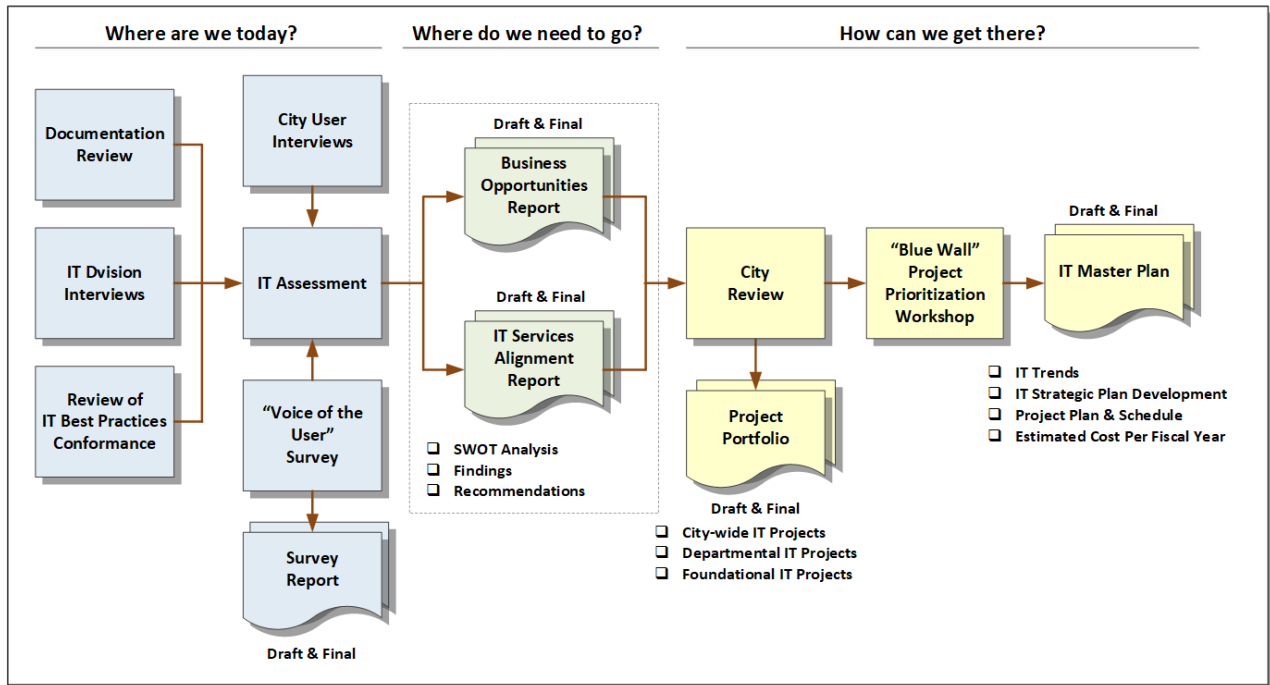 Where are we today?
Where do we need to go?
How can we get there?
Documentation
Review
City User
Interviews
IT Dvision
Interviews
IT Assessment
Review of
IT Best Practices
Conformance
“Voice of the
User”
Survey
Survey
Report
Draft & Final
Draft & Final
Business
Opportunities
Report
Draft & Final
IT Services
Alignment
Report
❑ SWOT Analysis
❑ Findings
❑ Recommendations
City
Review
Project
Portfolio
Draft & Final
❑ City-wide IT Projects
❑ Departmental IT Projects
❑ Foundational IT Projects
“Blue Wall”
Project
Prioritization
Workshop
Draft & Final
IT Master Plan
❑ IT Trends
❑ IT Strategic Plan Development
❑ Project Plan & Schedule
❑ Estimated Cost Per Fiscal Year